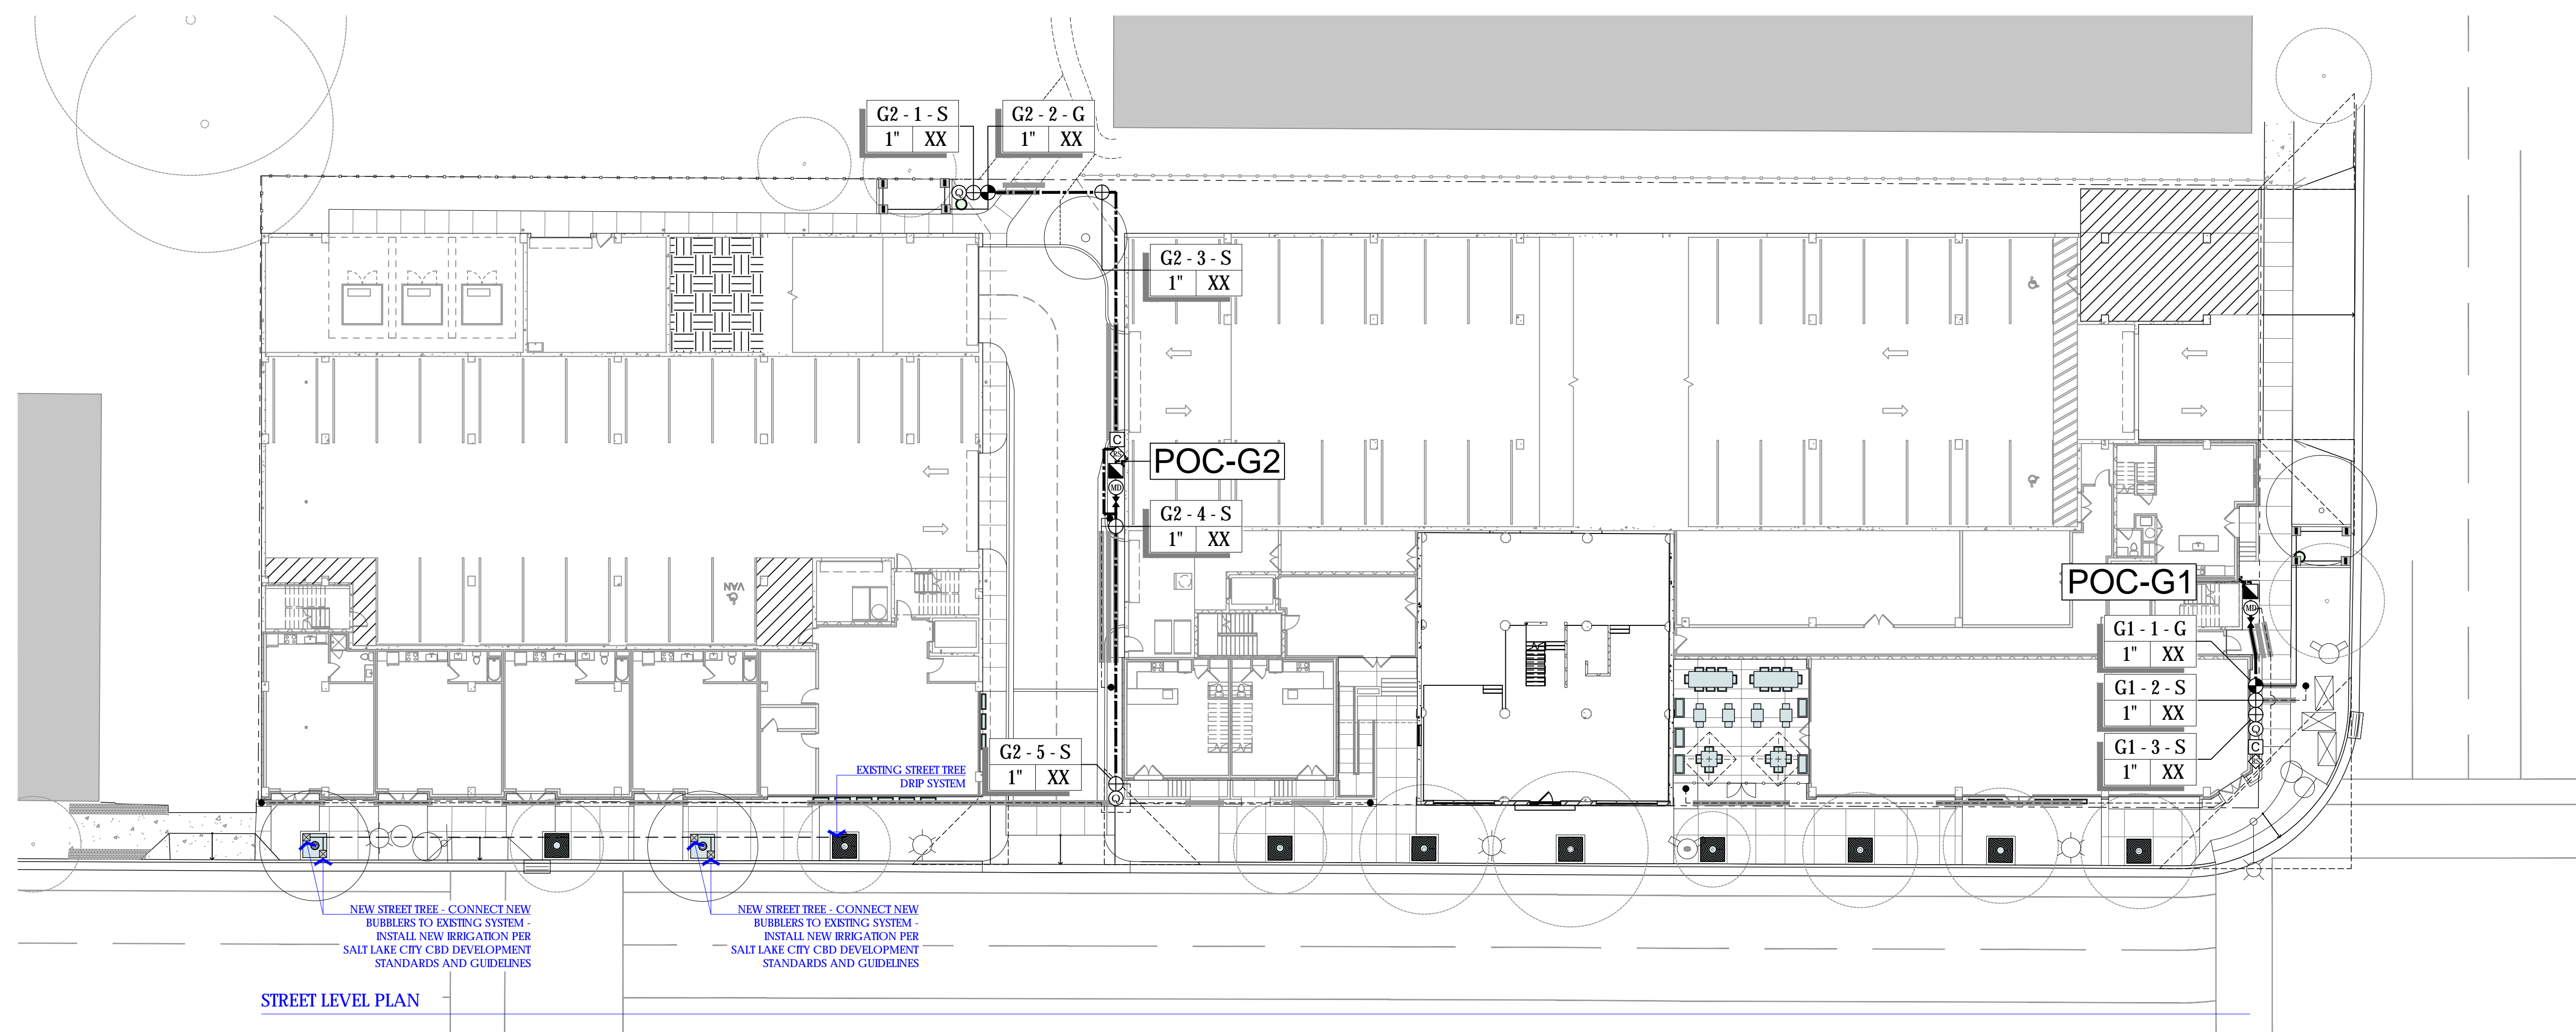 G2 - 1 - S
1" XX
G2 - 2 - G
1" XX
Q
G2 - 3 - S
1" XX
C
RS
POC-G2
MD
G2 - 4 - S
1" XX
VAN
POC-G1
MD
G1 - 1 - G
1" XX
G1 - 2 - S
1" XX
Q
C
G1 - 3 - S
1" XX
G2 - 5 - S
1" XX
Q
EXISTING STREET TREE
DRIP SYSTEM
NEW STREET TREE - CONNECT NEW
BUBBLERS TO EXISTING SYSTEM -
INSTALL NEW IRRIGATION PER
SALT LAKE CITY CBD DEVELOPMENT
STANDARDS AND GUIDELINES
NEW STREET TREE - CONNECT NEW
BUBBLERS TO EXISTING SYSTEM -
INSTALL NEW IRRIGATION PER
SALT LAKE CITY CBD DEVELOPMENT
STANDARDS AND GUIDELINES
STREET LEVEL PLAN